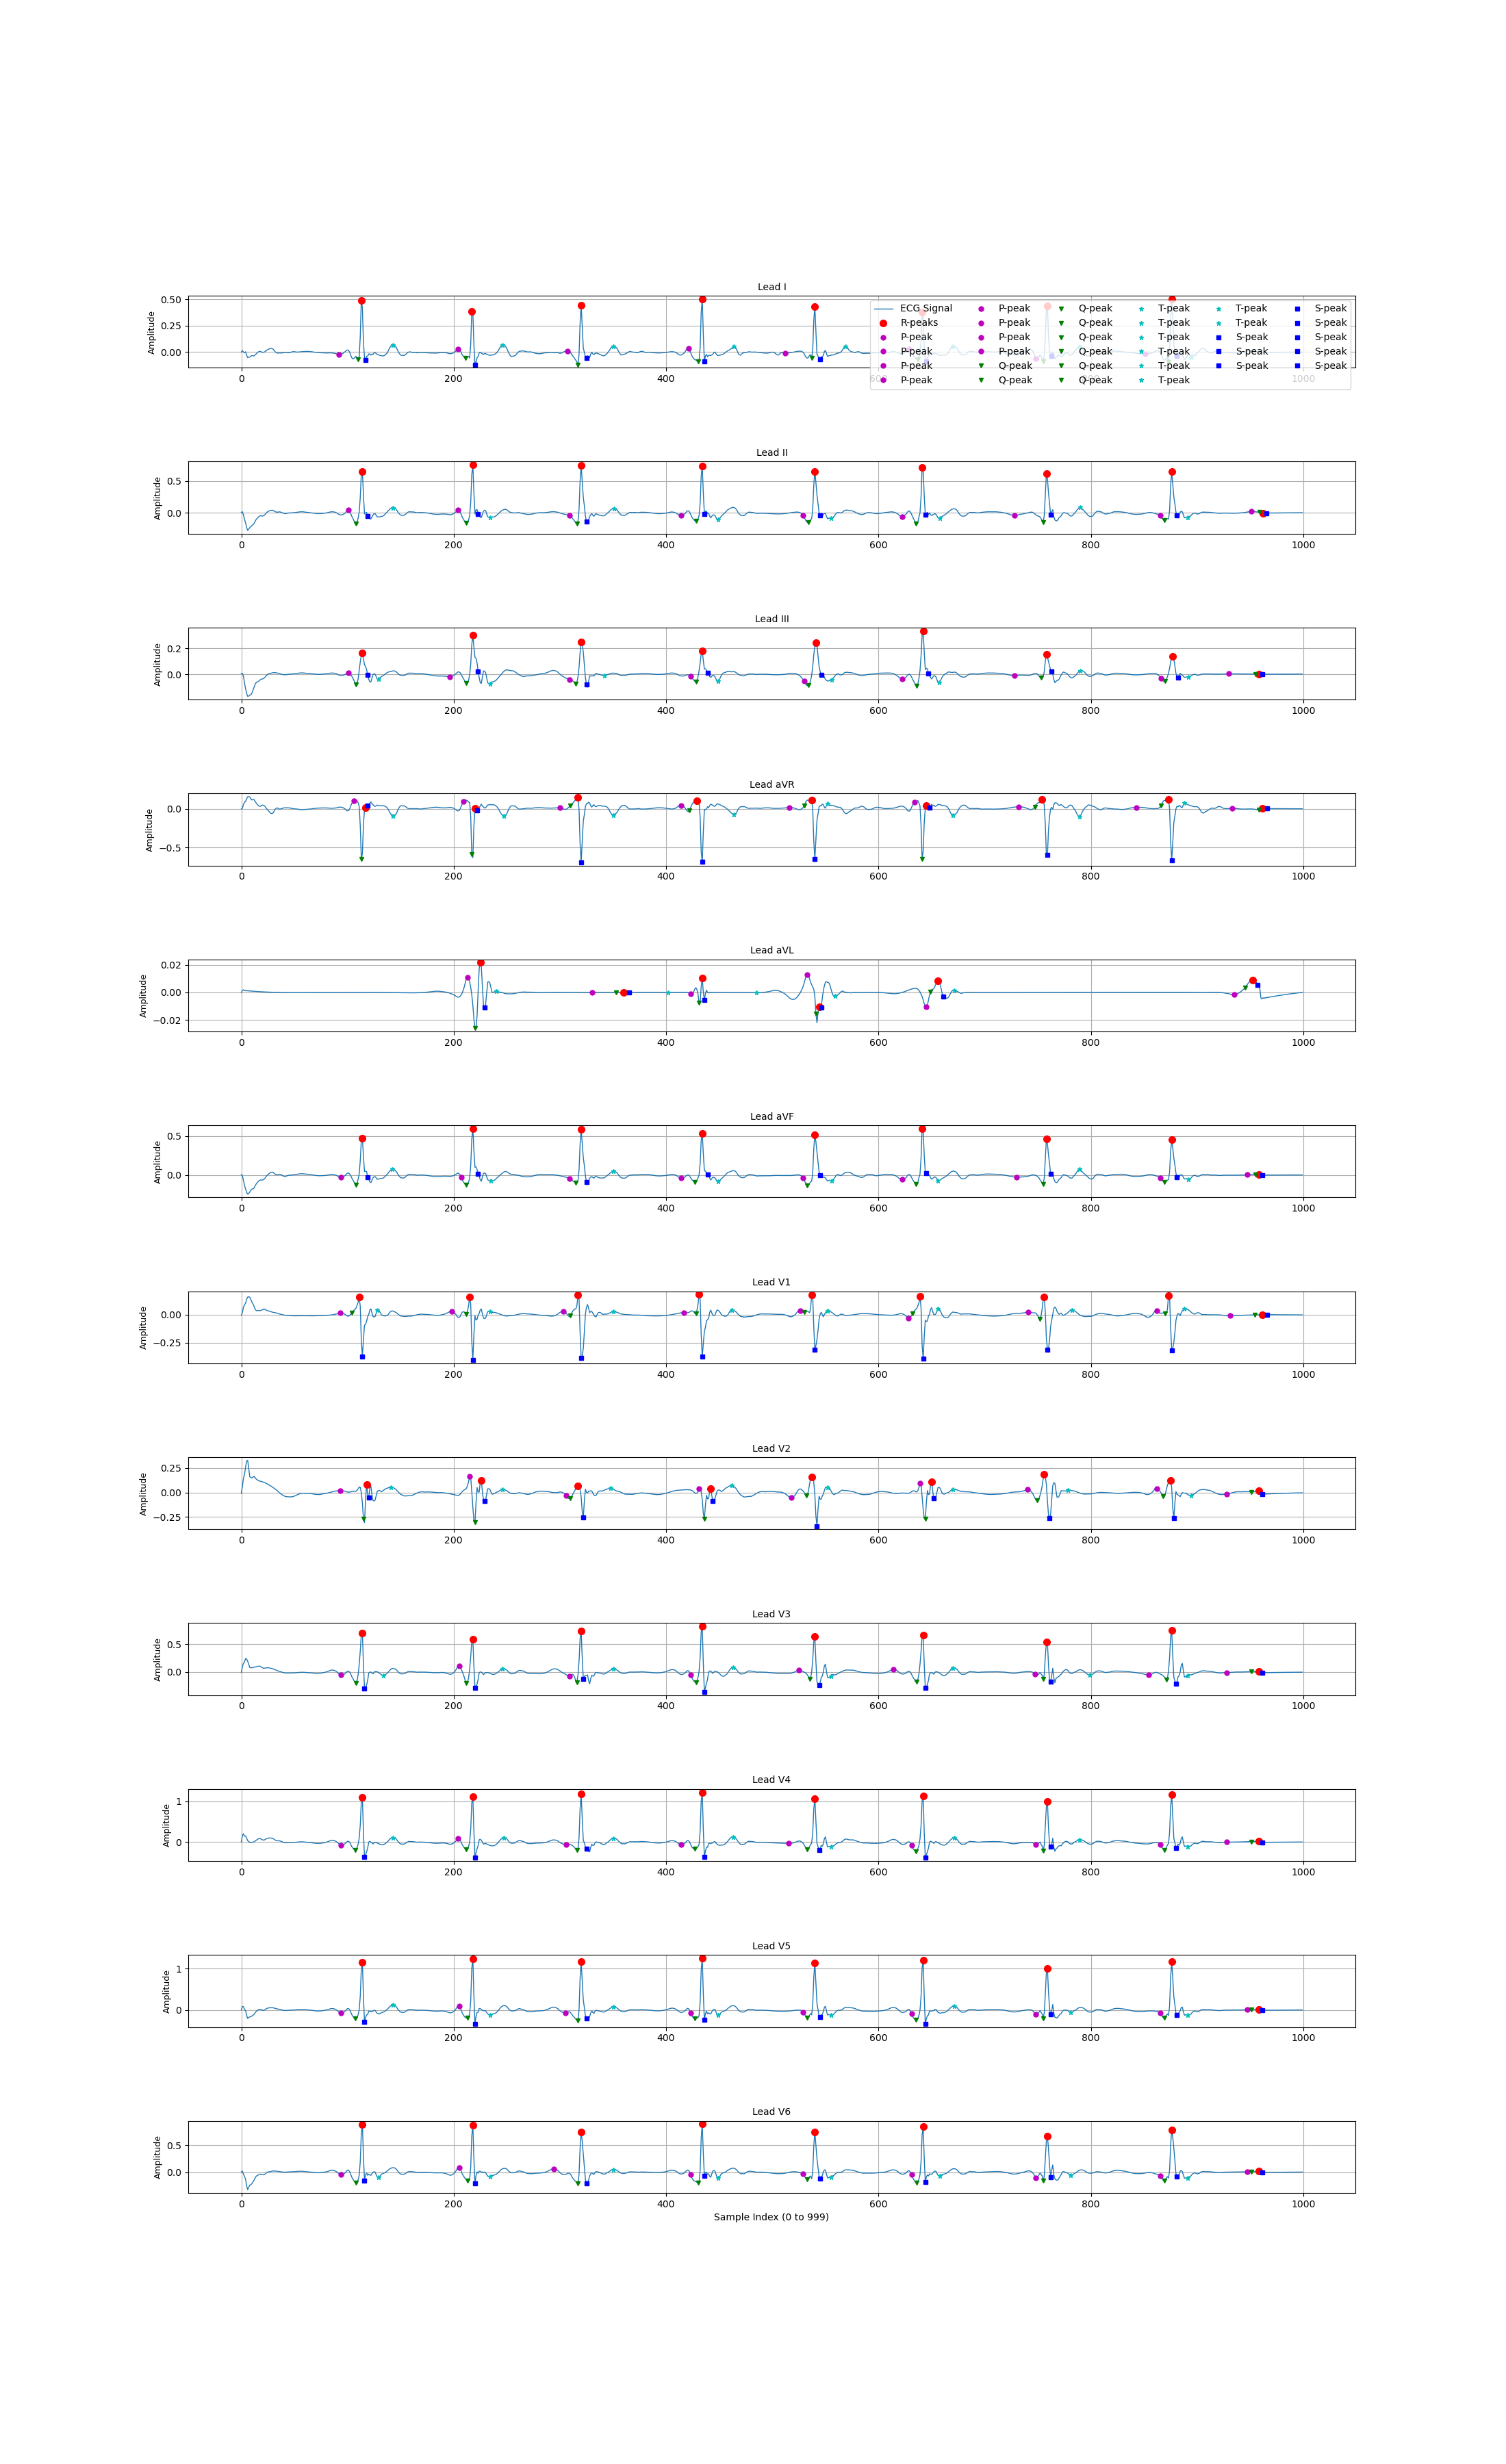 Lead I
Amplitude
0.50
0.25
0.00
ECG Signal P-peak Q-peak T-peak T-peak S-peak
R-peaks P-peak Q-peak T-peak T-peak S-peak
P-peak P-peak Q-peak T-peak S-peak S-peak
P-peak P-peak Q-peak T-peak S-peak S-peak
P-peak Q-peak Q-peak T-peak S-peak
0 200 400 600 800 1000
Lead II
Amplitude
0.5
0.0
0 200 400 600 800 1000
Lead III
Amplitude
0.2
0.0
0 200 400 600 800 1000
Lead aVR
Amplitude
0.0
−0.5
0 200 400 600 800 1000
Lead aVL
Amplitude
0.02
0.00
−0.02
0 200 400 600 800 1000
Lead aVF
Amplitude
0.5
0.0
0 200 400 600 800 1000
Lead V1
Amplitude
0.00
−0.25
0 200 400 600 800 1000
Lead V2
Amplitude
0.25
0.00
−0.25
0 200 400 600 800 1000
Lead V3
Amplitude
0.5
0.0
0 200 400 600 800 1000
Lead V4
Amplitude
1
0
0 200 400 600 800 1000
Lead V5
Amplitude
1
0
0 200 400 600 800 1000
Lead V6
Amplitude
0.5
0.0
0 200 400 600 800 1000
Sample Index (0 to 999)